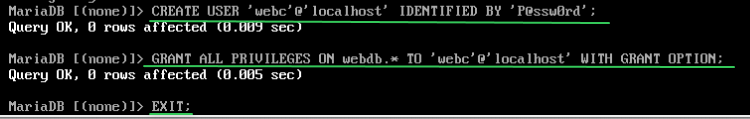 MariaDB [(none)]> CREATE USER 'webc'@'localhost' IDENTIFIED BY 'P@ssw0rd';
Query OK, 0 rows affected (0.009 sec)
MariaDB [(none)]> GRANT ALL PRIVILEGES ON webdb.* TO 'webc'@'localhost' WITH GRANT OPTION;
Query OK, 0 rows affected (0.005 sec)
MariaDB [(none)]> EXIT;